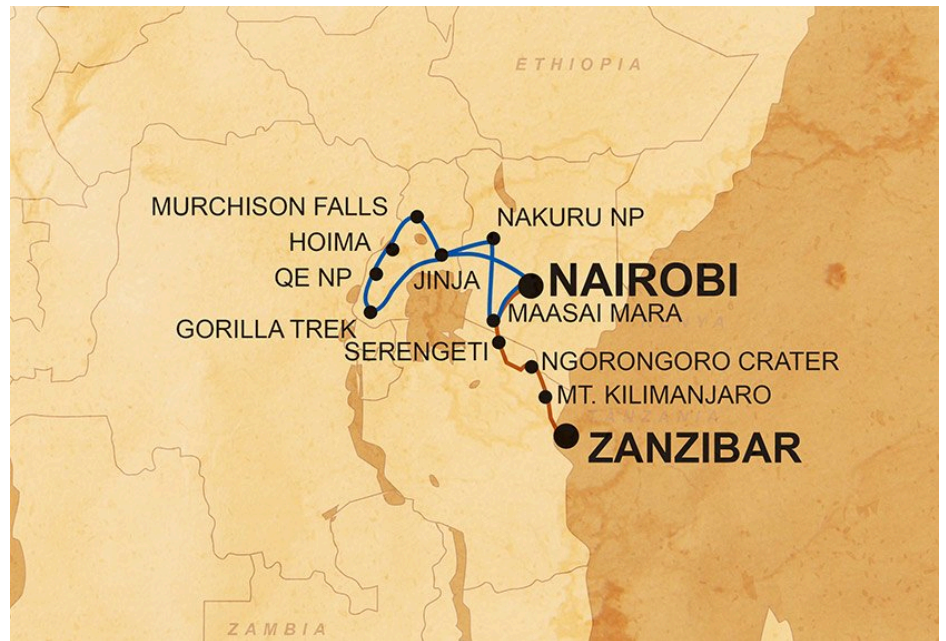 ETHIOPIA
MURCHISON FALLS
NAKURU NP
HOIMA
QE NP
JINJA
NAIROBI
GORILLA TREK
MAASAI MARA
SERENGETI
NGORONGORO CRATER
MT. KILIMANJARO
TANZANIA
ZANZIBAR
ZAMBIA